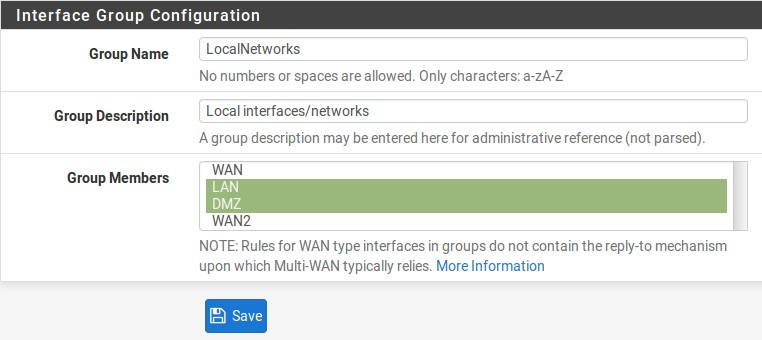 Interface Group Configuration
Group Name LocalNetworks
No numbers or spaces are allowed. Only characters: a-zA-Z
Group Description Local interfaces/networks
A group description may be entered here for administrative reference (not parsed).
Group Members WAN
LAN
DMZ
WAN2
NOTE: Rules for WAN type interfaces in groups do not contain the reply-to mechanism
upon which Multi-WAN typically relies. More Information
Save